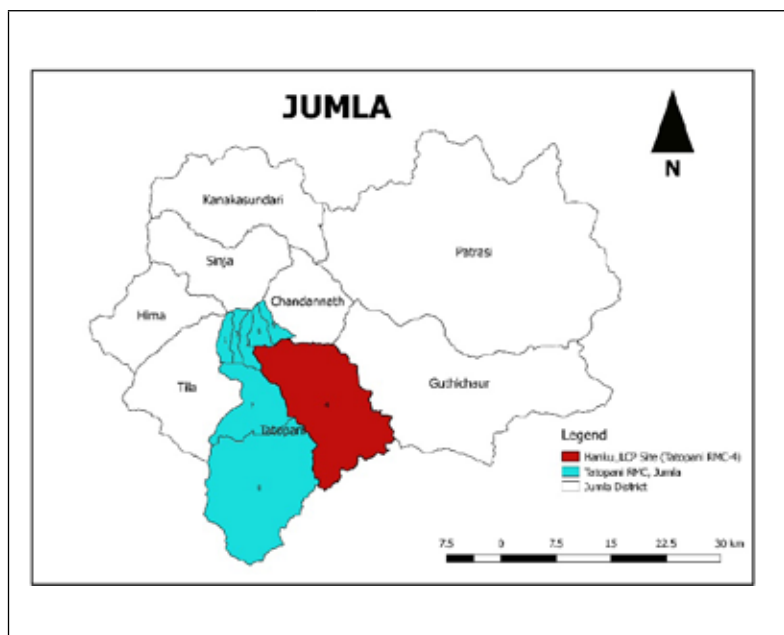 JUMLA
N
Kanakasundari
Patrasi
Sinja
Chandannath
Hima
Tila
Guthichaur
Tatopani
Legend
Hanku_ILCP Site (Tatopani RMC-4)
Tatopani RMC, Jumla
Jumla District
7.5 0 7.5 15 22.5 30 km